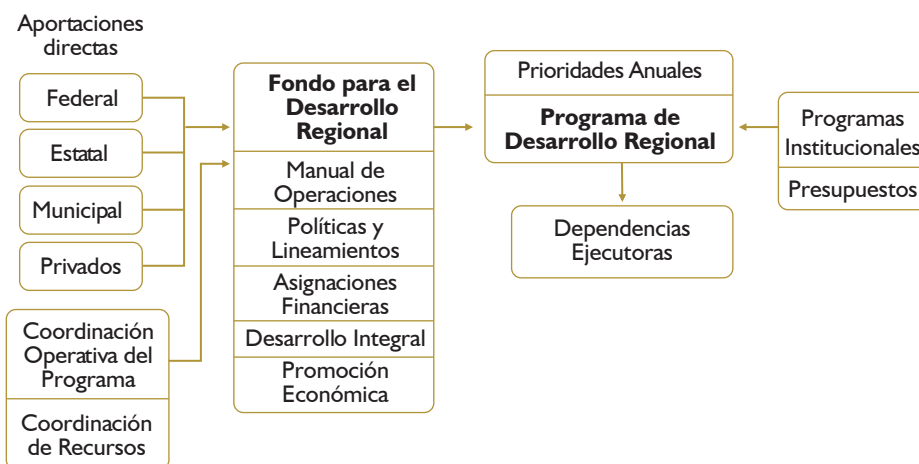 Aportaciones
directas
Federal
Estatal
Municipal
Privados
Coordinación
Operativa del
Programa
Coordinación
de Recursos
Fondo para el
Desarrollo
Regional
Manual de
Operaciones
Políticas y
Lineamientos
Asignaciones
Financieras
Desarrollo Integral
Promoción
Económica
Prioridades Anuales
Programa de
Desarrollo Regional
Dependencias
Ejecutoras
Programas
Institucionales
Presupuestos